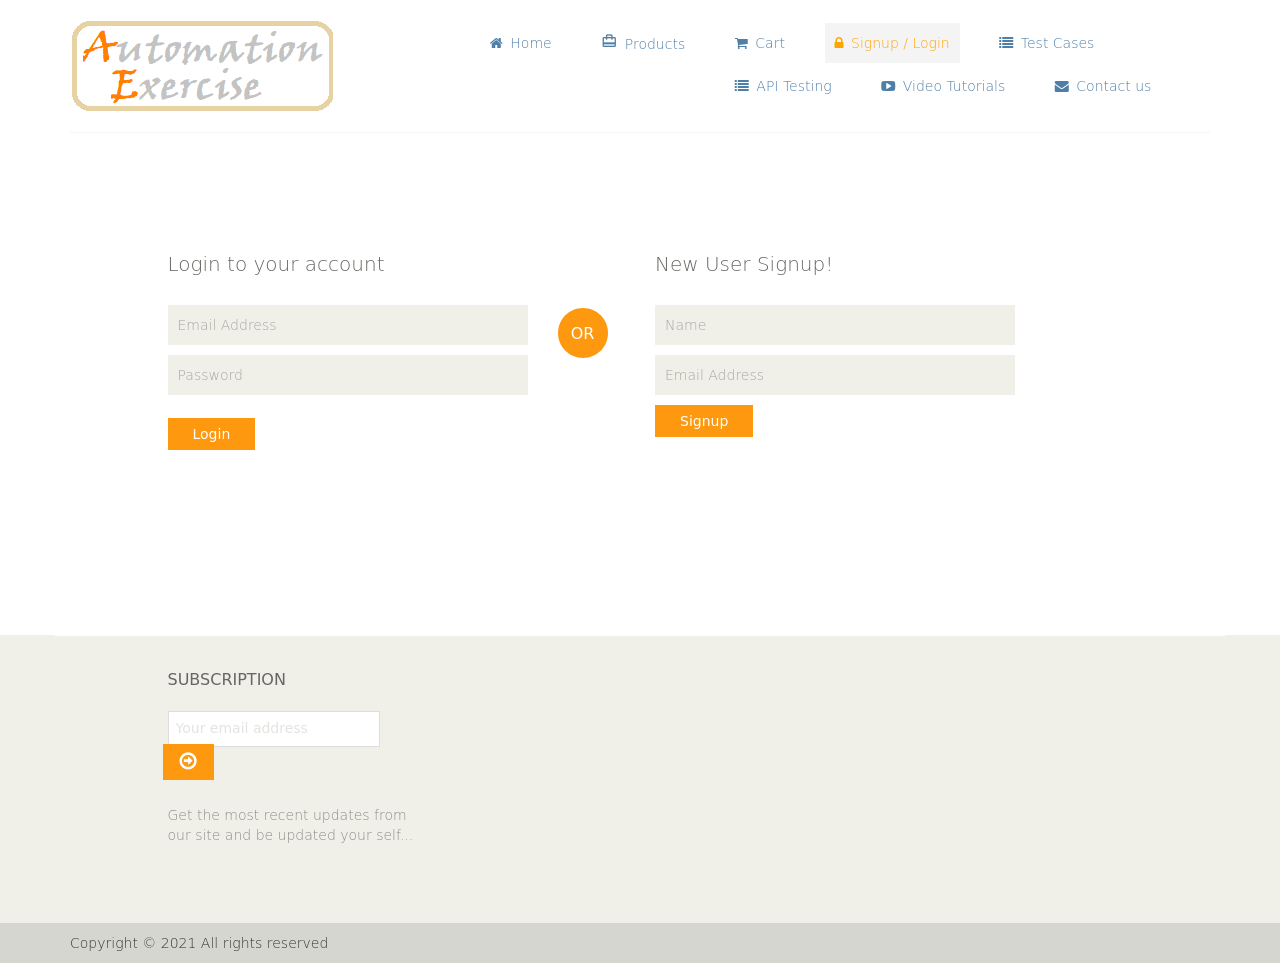 Automation
Exercise
Home
Products
Cart
Signup / Login
Test Cases
API Testing
Video Tutorials
Contact us
Login to your account
Email Address
Password
Login
OR
New User Signup!
Name
Email Address
Signup
SUBSCRIPTION
Your email address
Get the most recent updates from
our site and be updated your self...
Copyright © 2021 All rights reserved